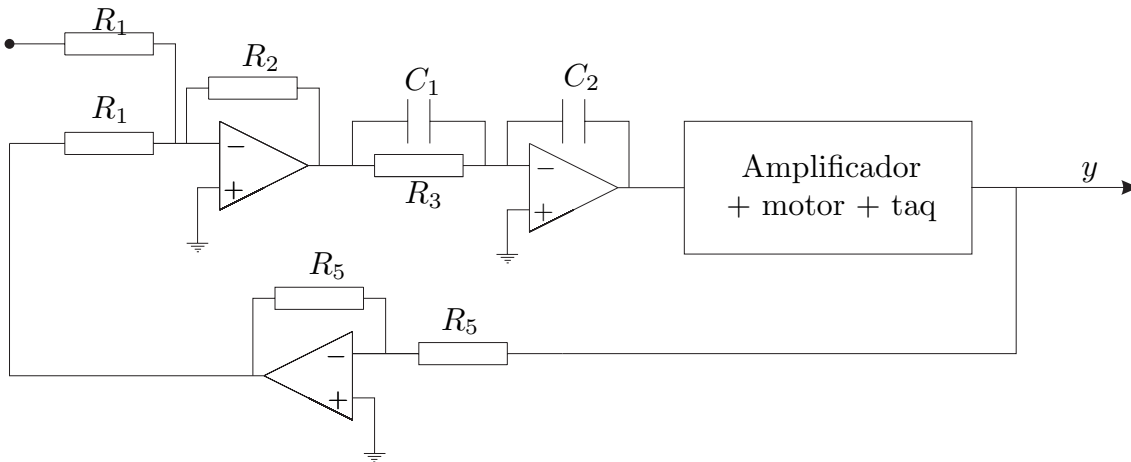 R₁
R₂
C₁
C₂
R₁
−
+
R₃
−
+
Amplificador
+ motor + taq
y
R₅
R₅
−
+